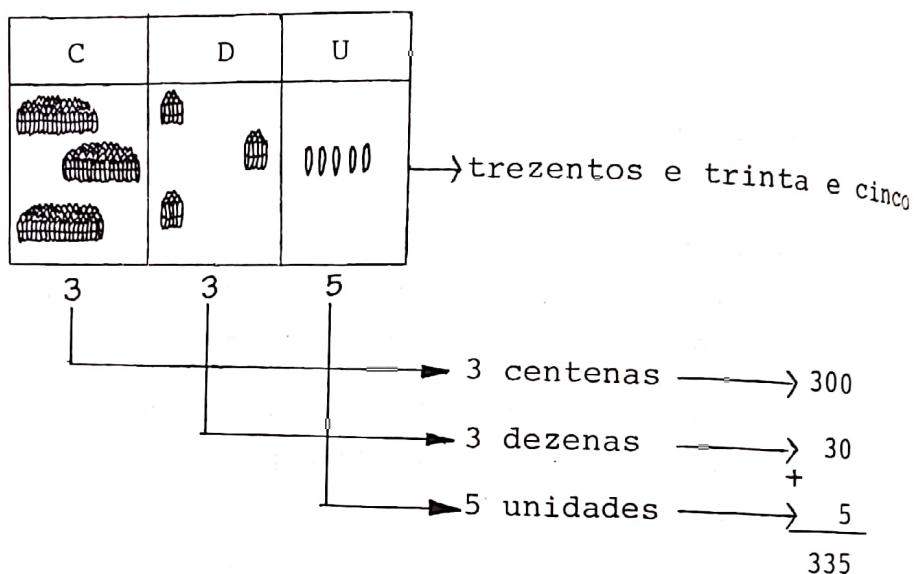 C D U
trezentos e trinta e cinco
3 3 5
3 centenas 300
3 dezenas 30
+
5 unidades 5
335